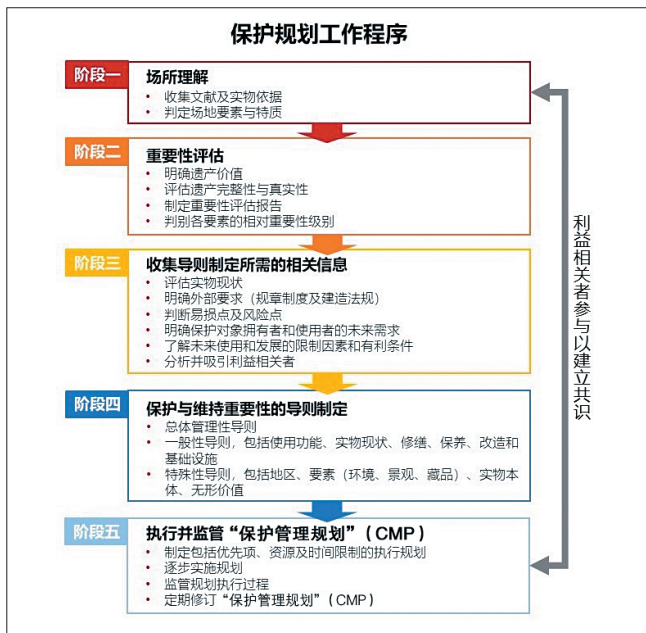 保护规划工作程序
阶段一
场所理解
• 收集文献及实物依据
• 判定场地要素与特质
阶段二
重要性评估
• 明确遗产价值
• 评估遗产完整性与真实性
• 制定重要性评估报告
• 判别各要素的相对重要性级别
阶段三
收集导则制定所需的相关信息
• 评估实物现状
• 明确外部要求（规章制度及建造法规）
• 判断易损点及风险点
• 明确保护对象拥有者和使用者的未来需求
• 了解未来使用和发展的限制因素和有利条件
• 分析并吸引利益相关者
阶段四
保护与维持重要性的导则制定
• 总体管理性导则
• 一般性导则，包括使用功能、实物现状、修缮、保养、改造和
基础设施
• 特殊性导则，包括地区、要素（环境、景观、藏品）、实物本
体、无形价值
阶段五
执行并监管“保护管理规划”（CMP）
• 制定包括优先项、资源及时间限制的执行规划
• 逐步实施规划
• 监管规划执行过程
• 定期修订“保护管理规划”（CMP）
利益相关者参与以建立共识